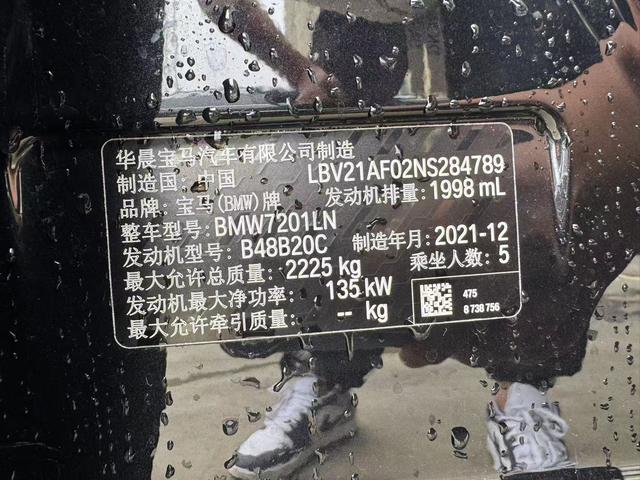 华晨宝马汽车有限公司制造
制造国：中国 LBV21AF02NS284789
品牌：宝马(BMW)牌 发动机排量：1998 mL
整车型号：BMW7201LN
发动机型号：B48B20C 制造年月：2021-12
最大允许总质量：2225 kg 乘坐人数：5
发动机最大净功率：135 kW
最大允许牵引质量：-- kg
475
8 738 756